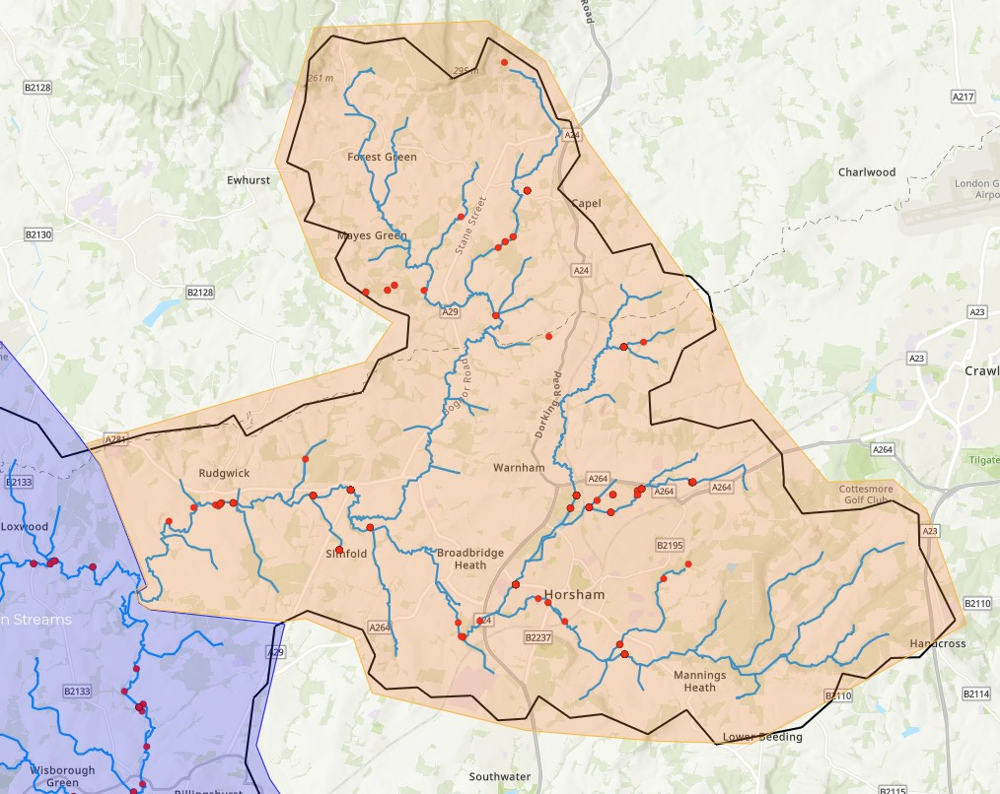 Road
295 m
261 m
B2128
A217
A24
Forest Green
Ewhurst
Charlwood
London G
Airpo
Capel
Stane Street
B2130
Mayes Green
A24
B2128
A29
A23
A23
Crawl
Bognor Road
Dorking Road
A281
Rudgwick
Warnham
A264
Tilgate
B2133
A264
A264
A264
Cottesmore
Golf Club
Loxwood
A23
Slinfold
Broadbridge
Heath
B2195
n Streams
Horsham
B2110
A24
A264
B2237
A29
Handcross
B2133
Mannings
Heath
B2110
B2114
Lower Beeding
Wisborough
Green
Southwater
Billingshurst
B2115